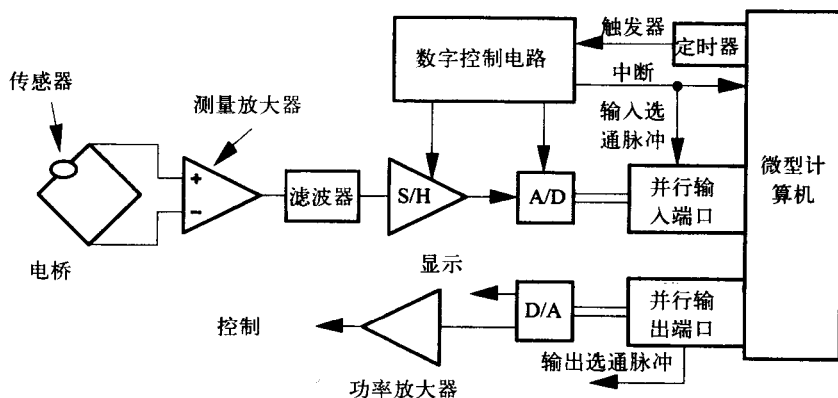 触发器
定时器
数字控制电路
中断
传感器
测量放大器
输入选
通脉冲
微型计
算机
+
−
滤波器
S/H
A/D
并行输
入端口
电桥
显示
D/A
并行输
出端口
控制
输出选通脉冲
功率放大器